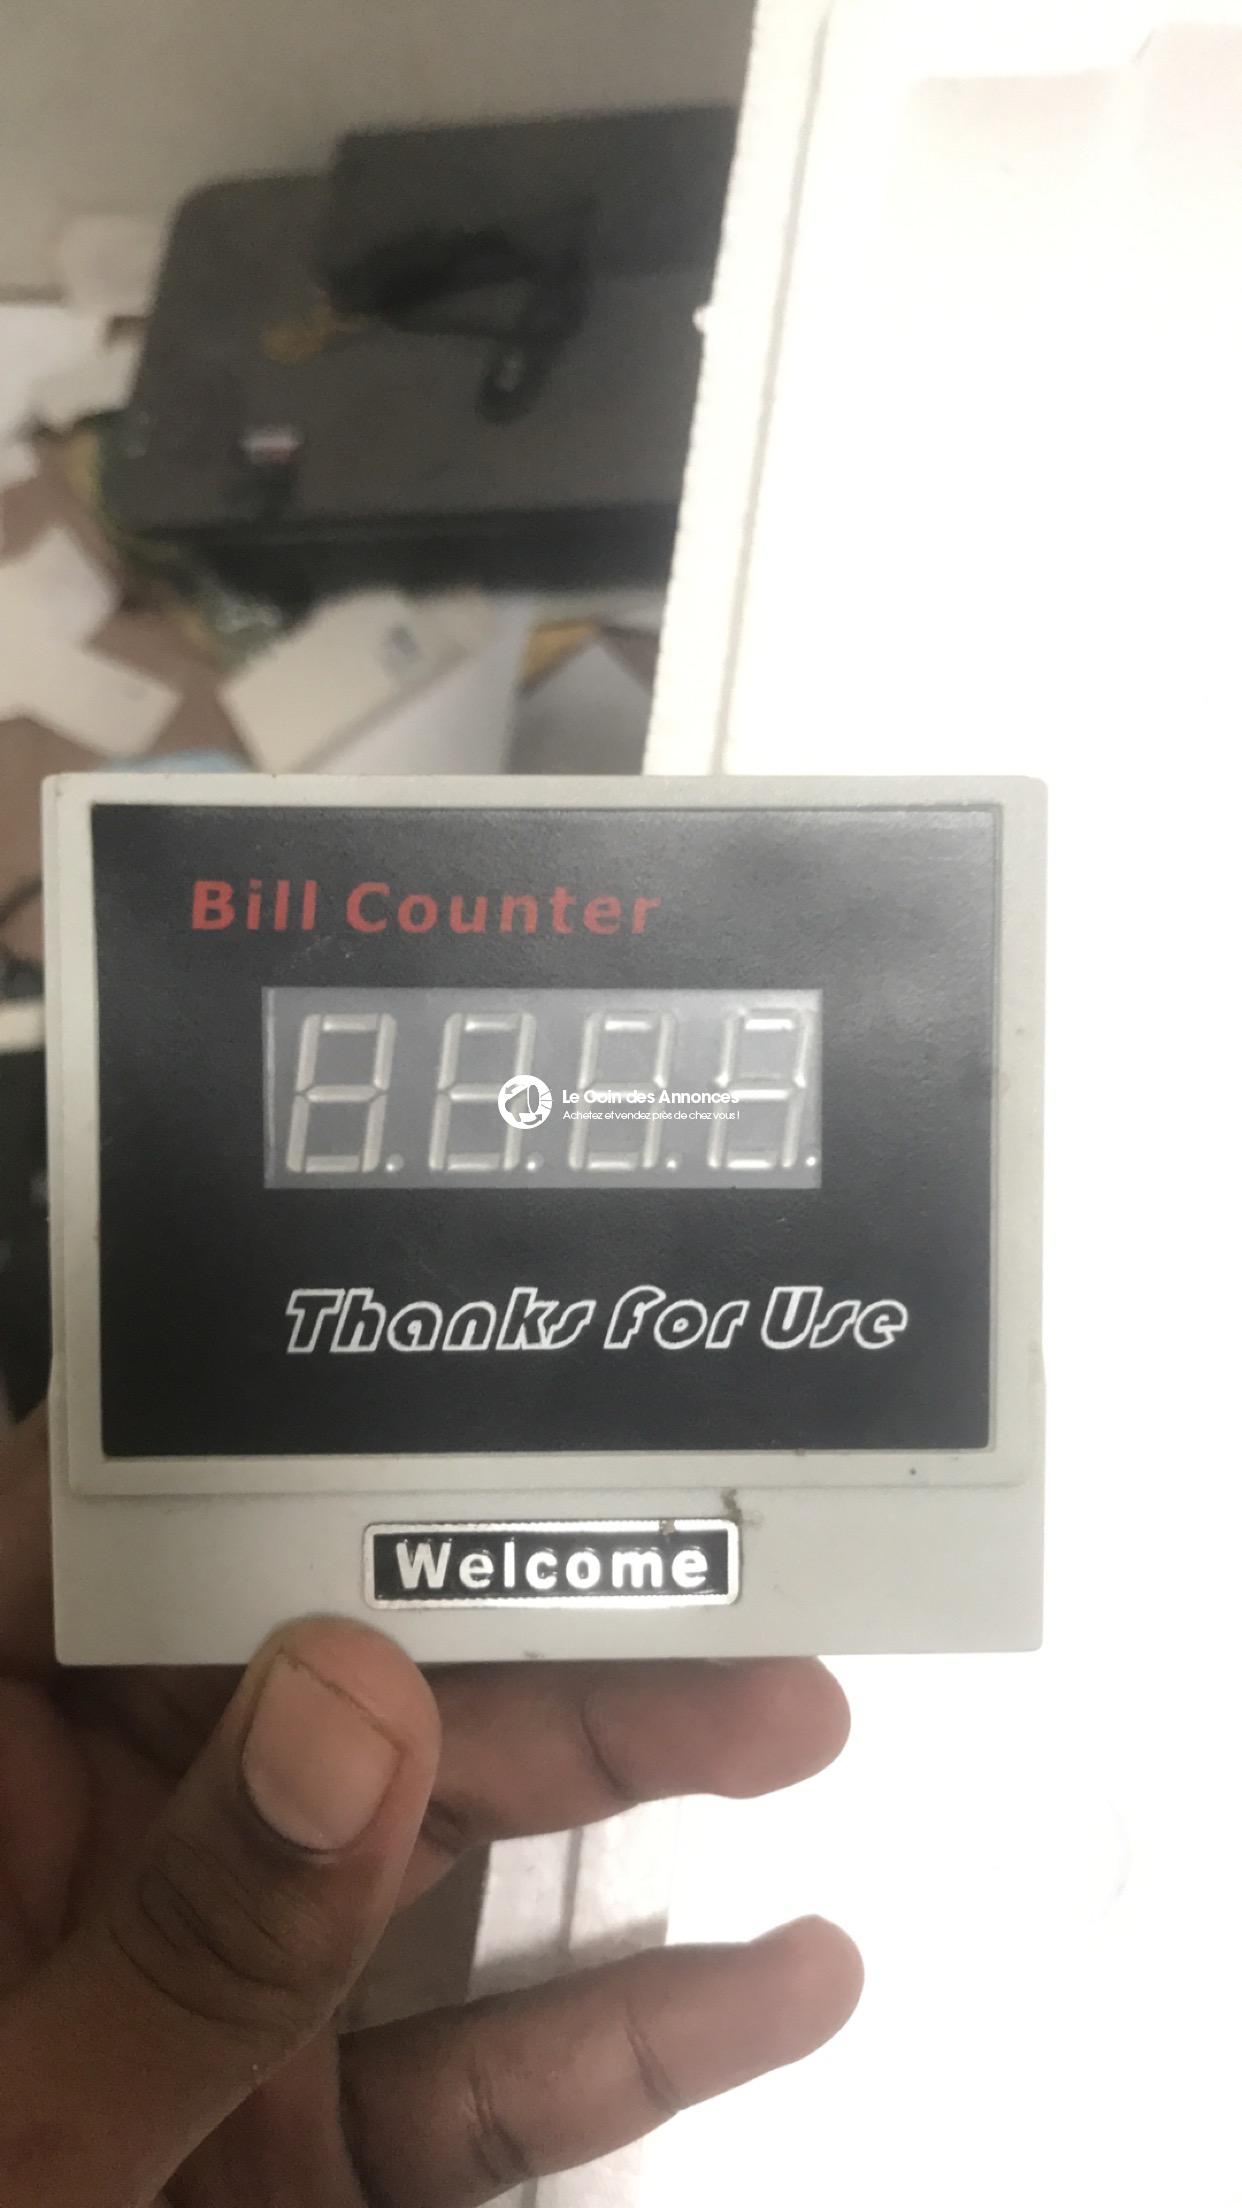 Bill Counter
Le Coin des Annonces
Achetez et vendez près de chez vous !
Thanks For Use
Welcome